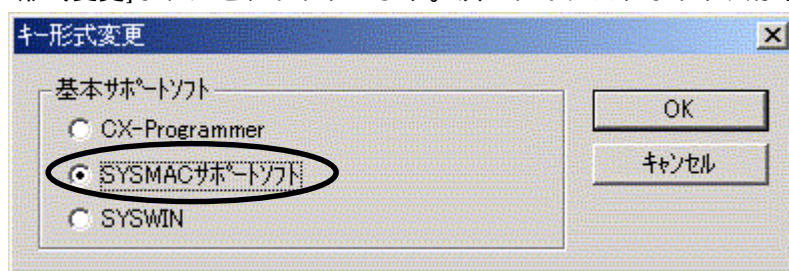 キー形式変更
基本サポートソフト
CX-Programmer
SYSMACサポートソフト
SYSWIN
OK
キャンセル